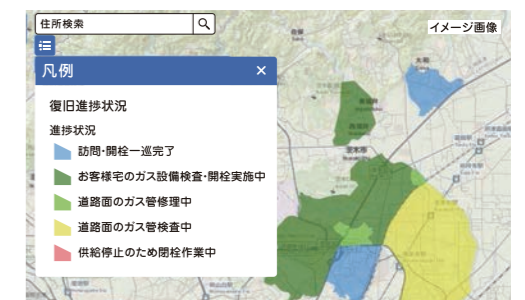 住所検索
イメージ画像
凡例
×
復旧進捗状況
進捗状況
訪問・開栓一巡完了
お客様宅のガス設備検査・開栓実施中
道路面のガス管修理中
道路面のガス管検査中
供給停止のため閉栓作業中
茨木市